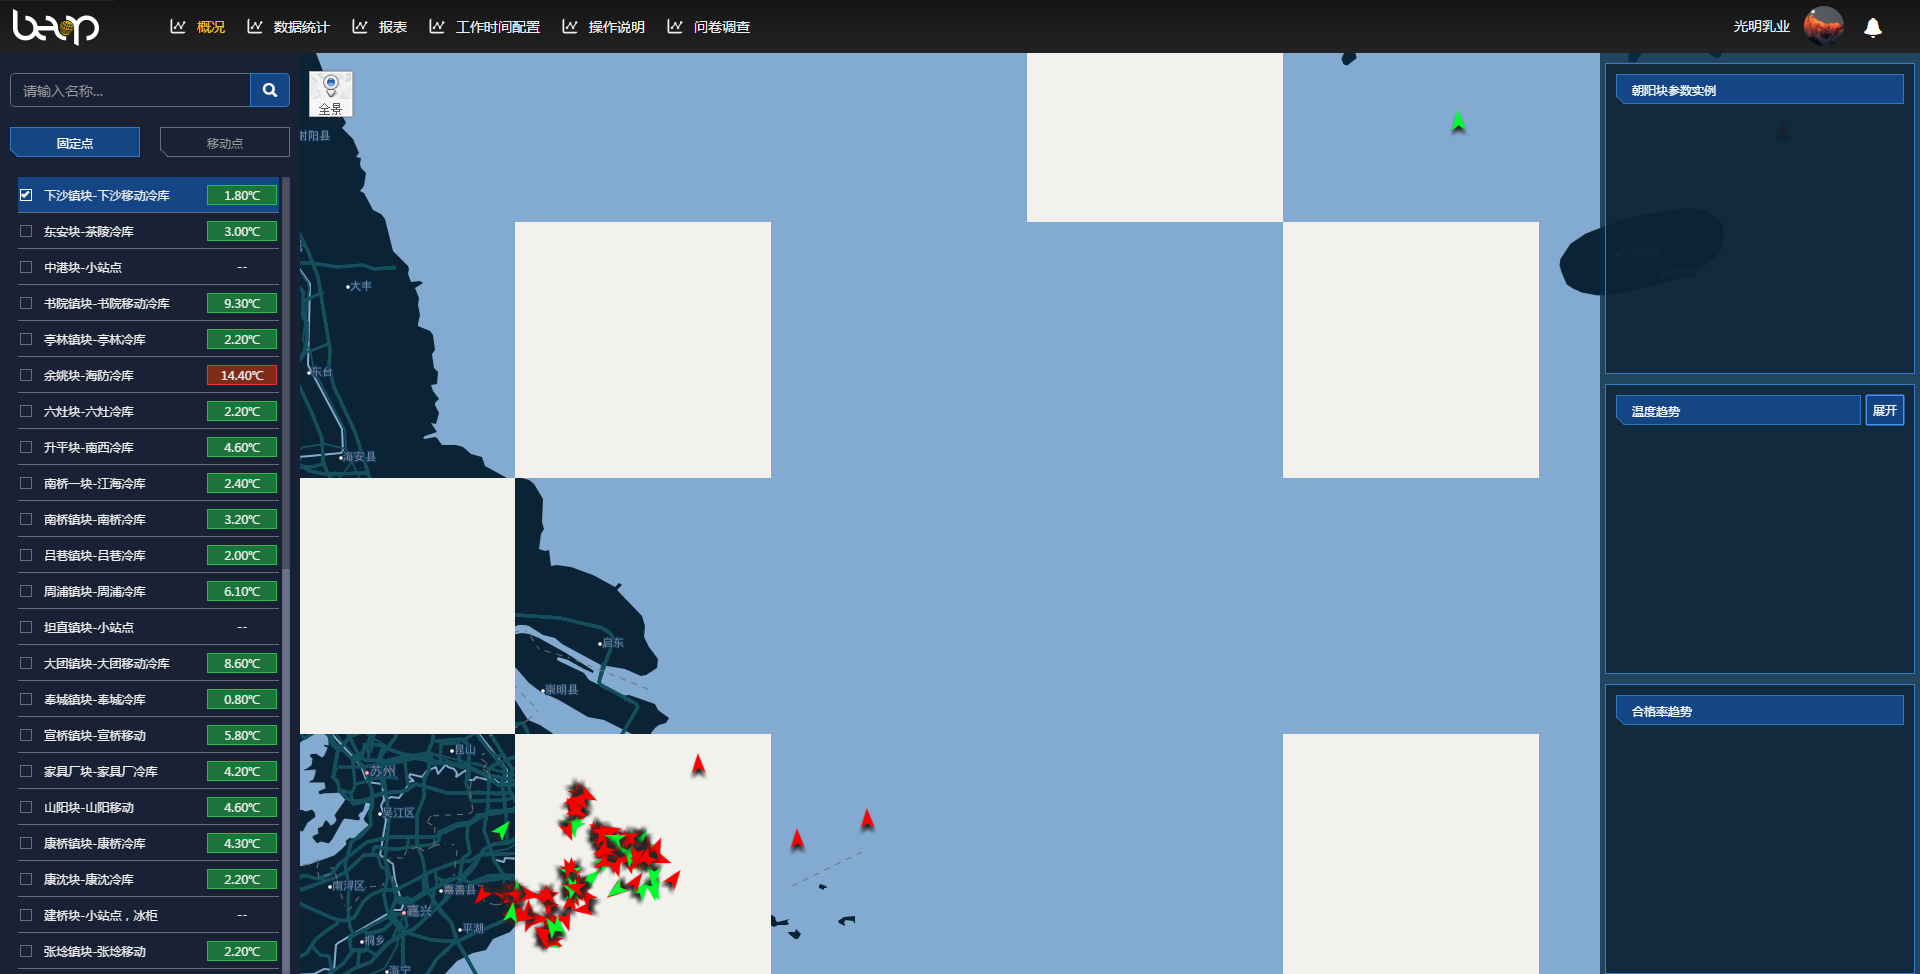 beop
概况
数据统计
报表
工作时间配置
操作说明
问卷调查
光明乳业
请输入名称...
固定点
移动点
下沙镇块-下沙移动冷库 1.80℃
东安块-茶陵冷库 3.00℃
中港块-小站点 --
书院镇块-书院移动冷库 9.30℃
亭林镇块-亭林冷库 2.20℃
余姚块-海防冷库 14.40℃
六灶块-六灶冷库 2.20℃
升平块-南西冷库 4.60℃
南桥一块-江海冷库 2.40℃
南桥镇块-南桥冷库 3.20℃
吕巷镇块-吕巷冷库 2.00℃
周浦镇块-周浦冷库 6.10℃
坦直镇块-小站点 --
大团镇块-大团移动冷库 8.60℃
奉城镇块-奉城冷库 0.80℃
宣桥镇块-宣桥移动 5.80℃
家具厂块-家具厂冷库 4.20℃
山阳块-山阳移动 4.60℃
康桥镇块-康桥冷库 4.30℃
康沈块-康沈冷库 2.20℃
建桥块-小站点，冰柜 --
张埝镇块-张埝移动 2.20℃
全景
射阳县
大丰
东台
海安县
启东
崇明县
昆山
苏州
吴江区
南浔区
嘉善县
嘉兴
平湖
桐乡
海宁
朝阳块参数实例
温度趋势
展开
合格率趋势